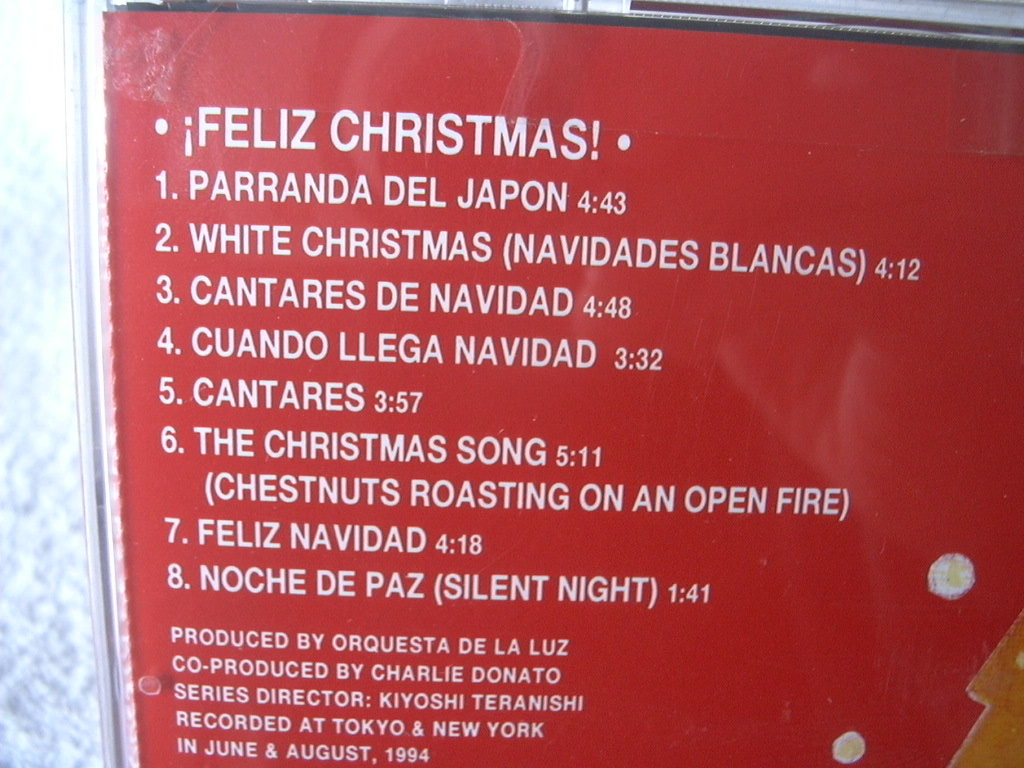 • ¡FELIZ CHRISTMAS! •
1. PARRANDA DEL JAPON 4:43
2. WHITE CHRISTMAS (NAVIDADES BLANCAS) 4:12
3. CANTARES DE NAVIDAD 4:48
4. CUANDO LLEGA NAVIDAD 3:32
5. CANTARES 3:57
6. THE CHRISTMAS SONG 5:11
(CHESTNUTS ROASTING ON AN OPEN FIRE)
7. FELIZ NAVIDAD 4:18
8. NOCHE DE PAZ (SILENT NIGHT) 1:41
PRODUCED BY ORQUESTA DE LA LUZ
CO-PRODUCED BY CHARLIE DONATO
SERIES DIRECTOR: KIYOSHI TERANISHI
RECORDED AT TOKYO & NEW YORK
IN JUNE & AUGUST, 1994